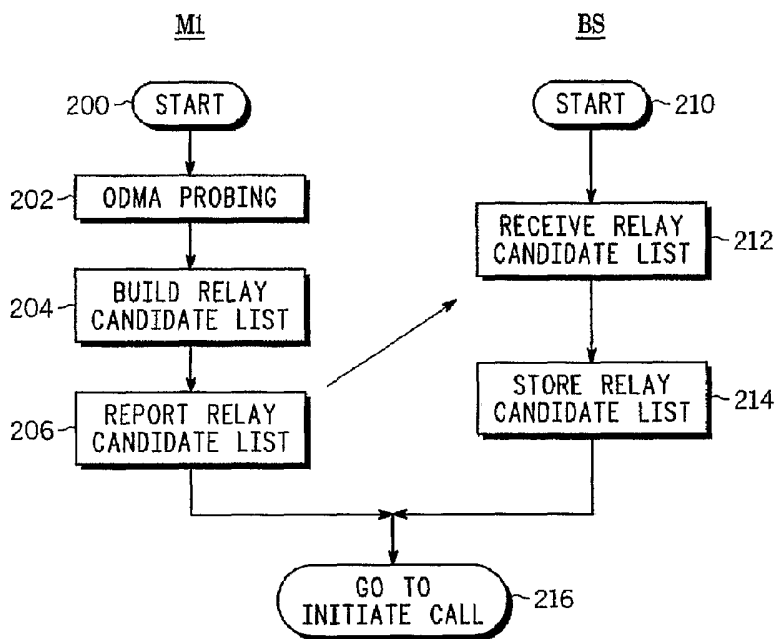 M1
BS
200
START
START
210
202
ODMA PROBING
RECEIVE RELAY
CANDIDATE LIST
212
204
BUILD RELAY
CANDIDATE LIST
206
REPORT RELAY
CANDIDATE LIST
STORE RELAY
CANDIDATE LIST
214
GO TO
INITIATE CALL
216